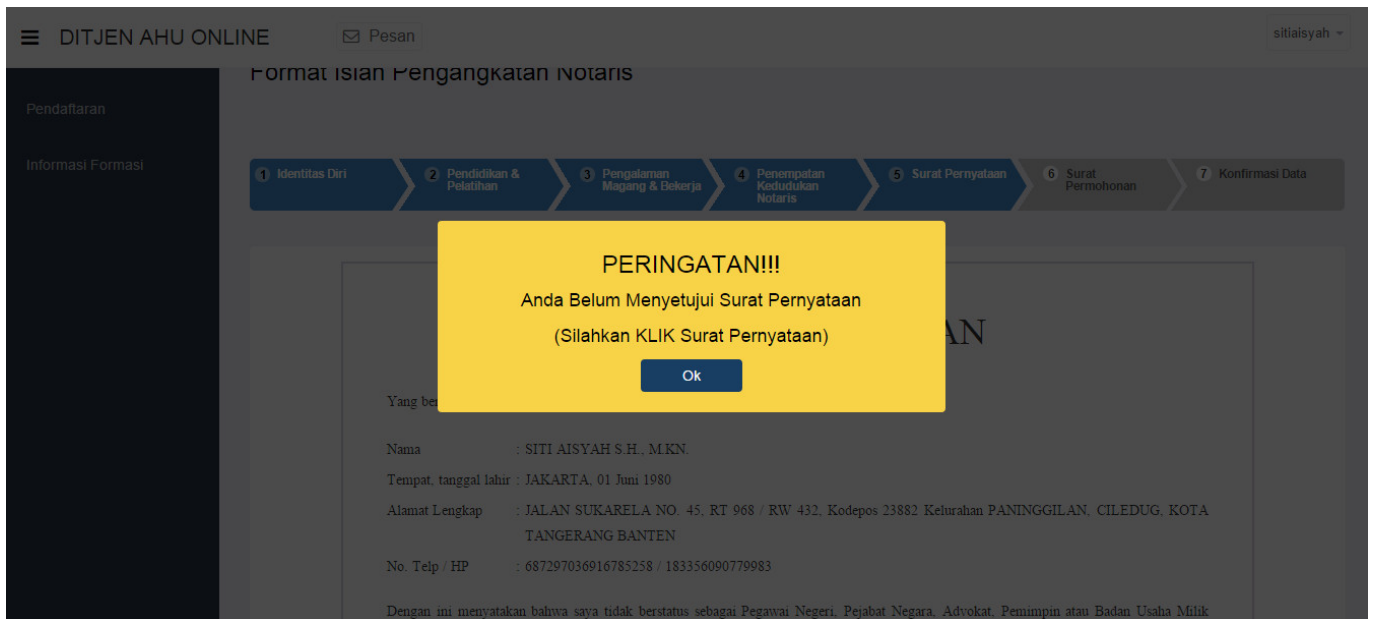 DITJEN AHU ONLINE
Pesan
sitiaisyah
Format Isian Pengangkatan Notaris
Pendaftaran
Informasi Formasi
1 Identitas Diri
2 Pendidikan &
Pelatihan
3 Pengalaman
Magang & Bekerja
4 Penempatan
Kedudukan
Notaris
5 Surat Pernyataan
6 Surat
Permohonan
7 Konfirmasi Data
PERINGATAN!!!
Anda Belum Menyetujui Surat Pernyataan
(Silahkan KLIK Surat Pernyataan)
Ok
AN
Yang ber
Nama : SITI AISYAH S.H., M.KN.
Tempat, tanggal lahir : JAKARTA, 01 Juni 1980
Alamat Lengkap : JALAN SUKARELA NO. 45, RT 968 / RW 432, Kodepos 23882 Kelurahan PANINGGILAN, CILEDUG, KOTA
TANGERANG BANTEN
No. Telp / HP : 687297036916785258 / 183356090779983
Dengan ini menyatakan bahwa saya tidak berstatus sebagai Pegawai Negeri, Pejabat Negara, Advokat, Pemimpin atau Badan Usaha Milik